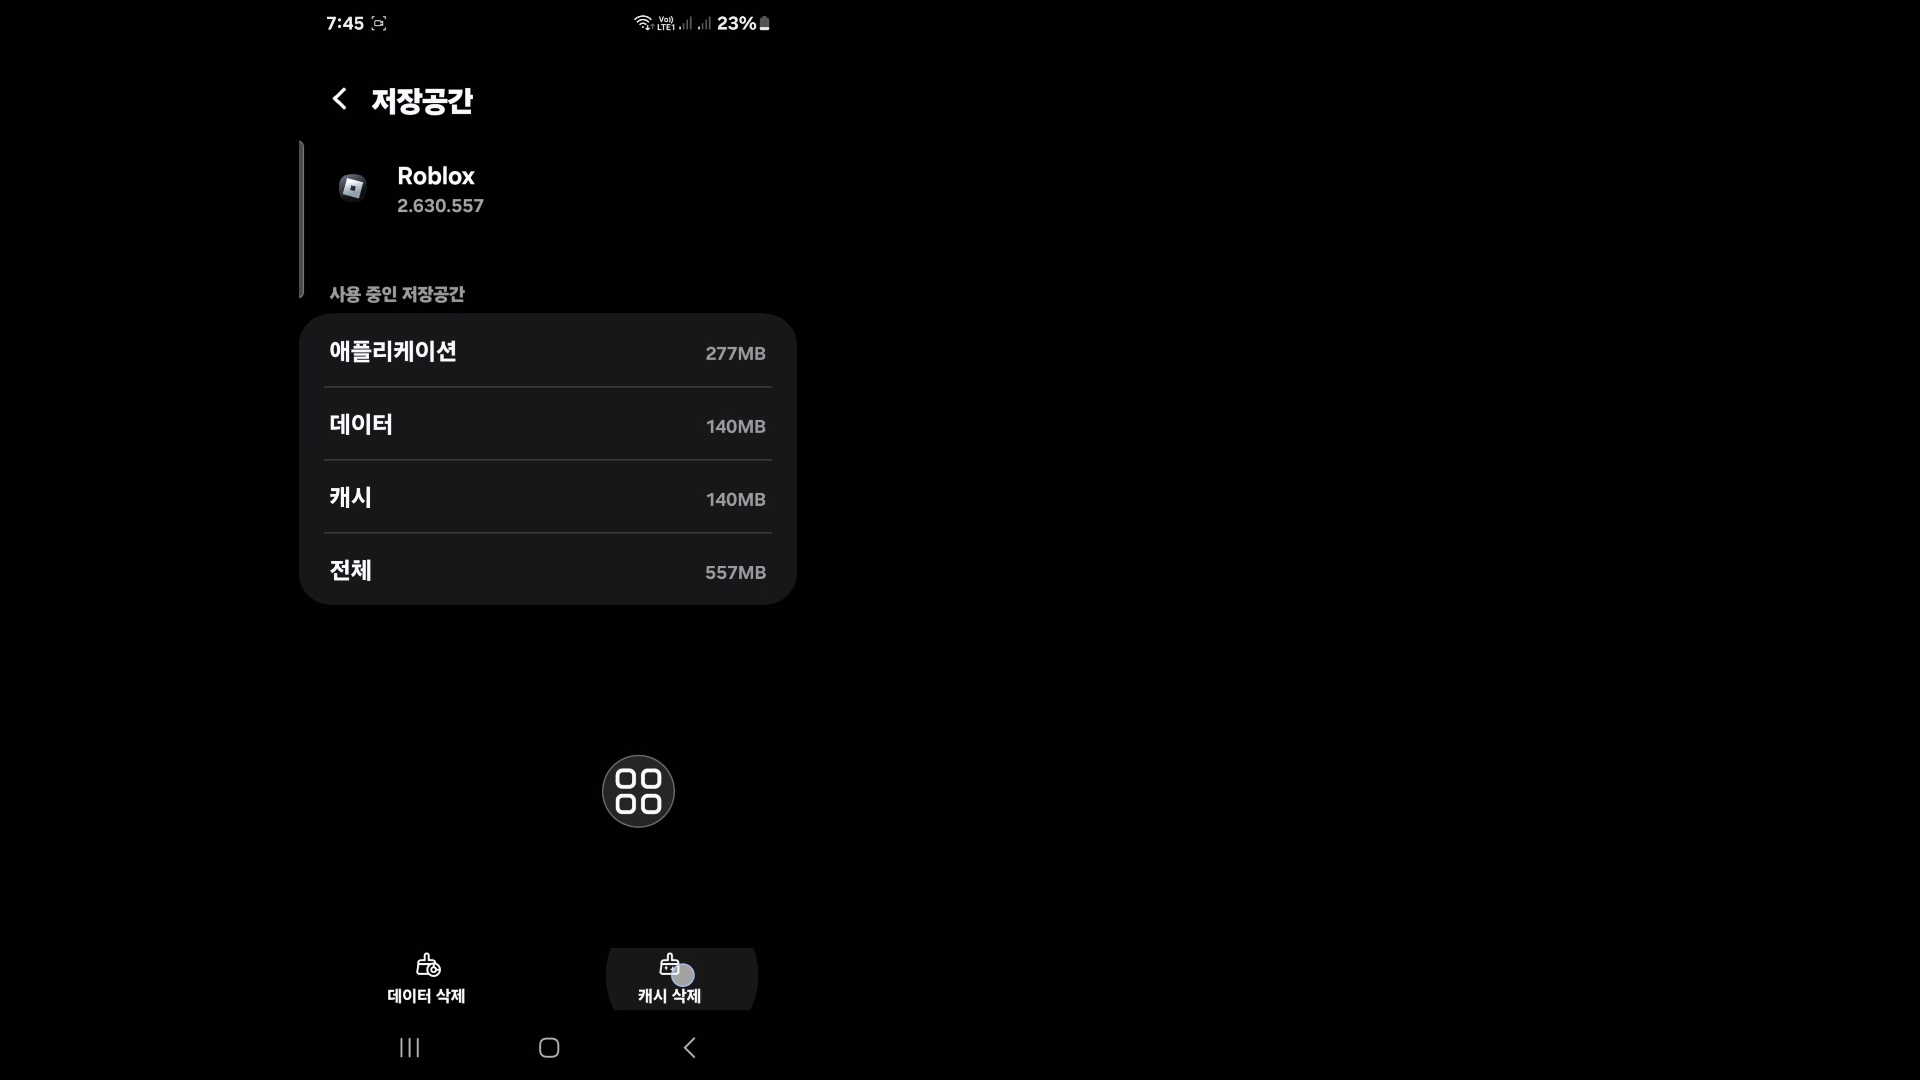 7:45 Vo)) LTE1 23%
저장공간
Roblox
2.630.557
사용 중인 저장공간
애플리케이션 277MB
데이터 140MB
캐시 140MB
전체 557MB
데이터 삭제 캐시 삭제